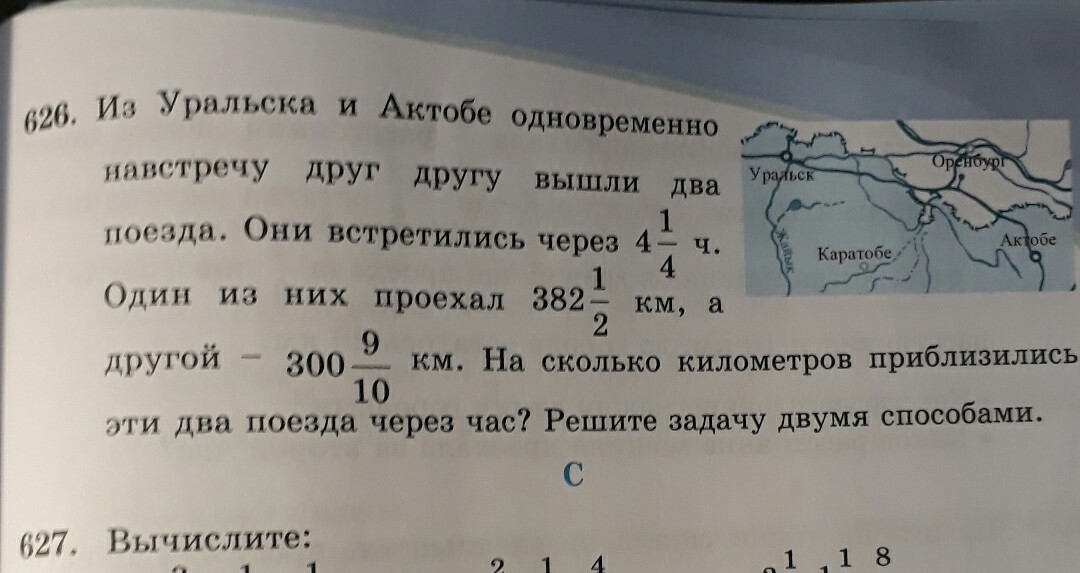 626. Из Уральска и Актобе одновременно
навстречу друг другу вышли два
поезда. Они встретились через 4 1/4 ч.
Один из них проехал 382 1/2 км, а
другой – 300 9/10 км. На сколько километров приблизились
эти два поезда через час? Решите задачу двумя способами.
Уральск
Оренбург
Жайык
Каратобе
Актобе
С
627. Вычислите: